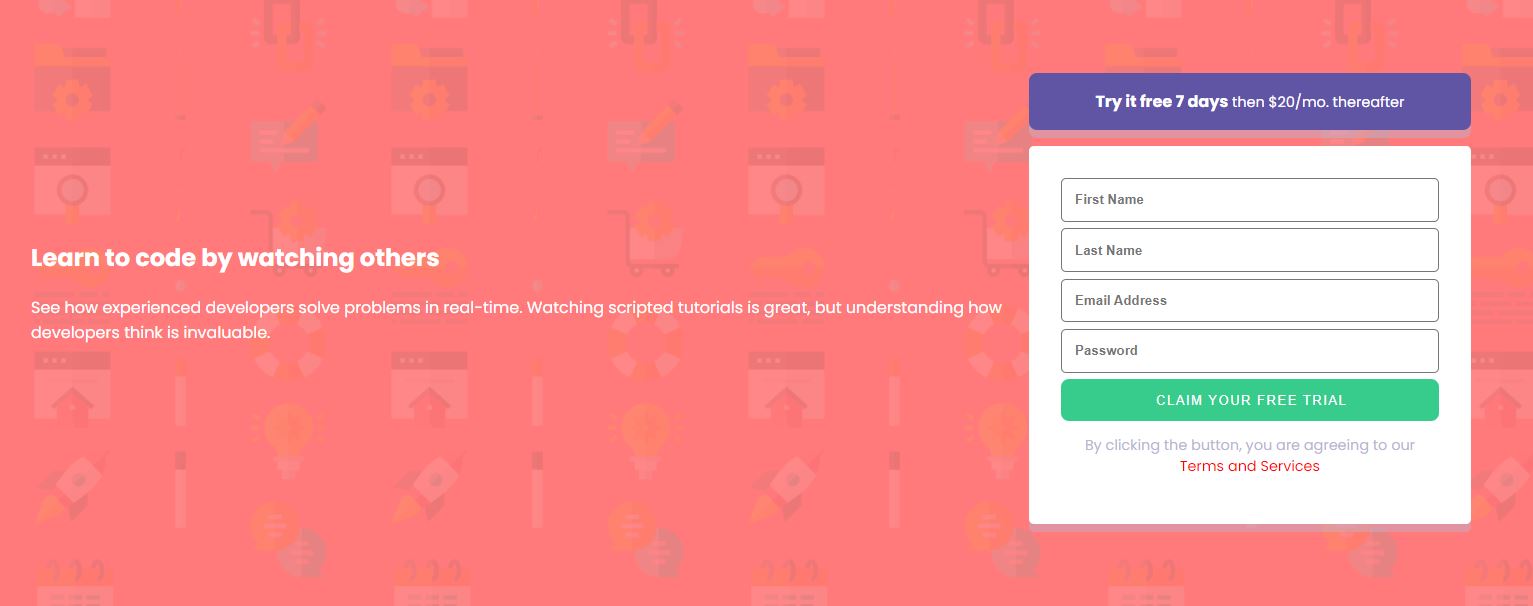 Learn to code by watching others
See how experienced developers solve problems in real-time. Watching scripted tutorials is great, but understanding how
developers think is invaluable.
Try it free 7 days then $20/mo. thereafter
First Name
Last Name
Email Address
Password
CLAIM YOUR FREE TRIAL
By clicking the button, you are agreeing to our
Terms and Services